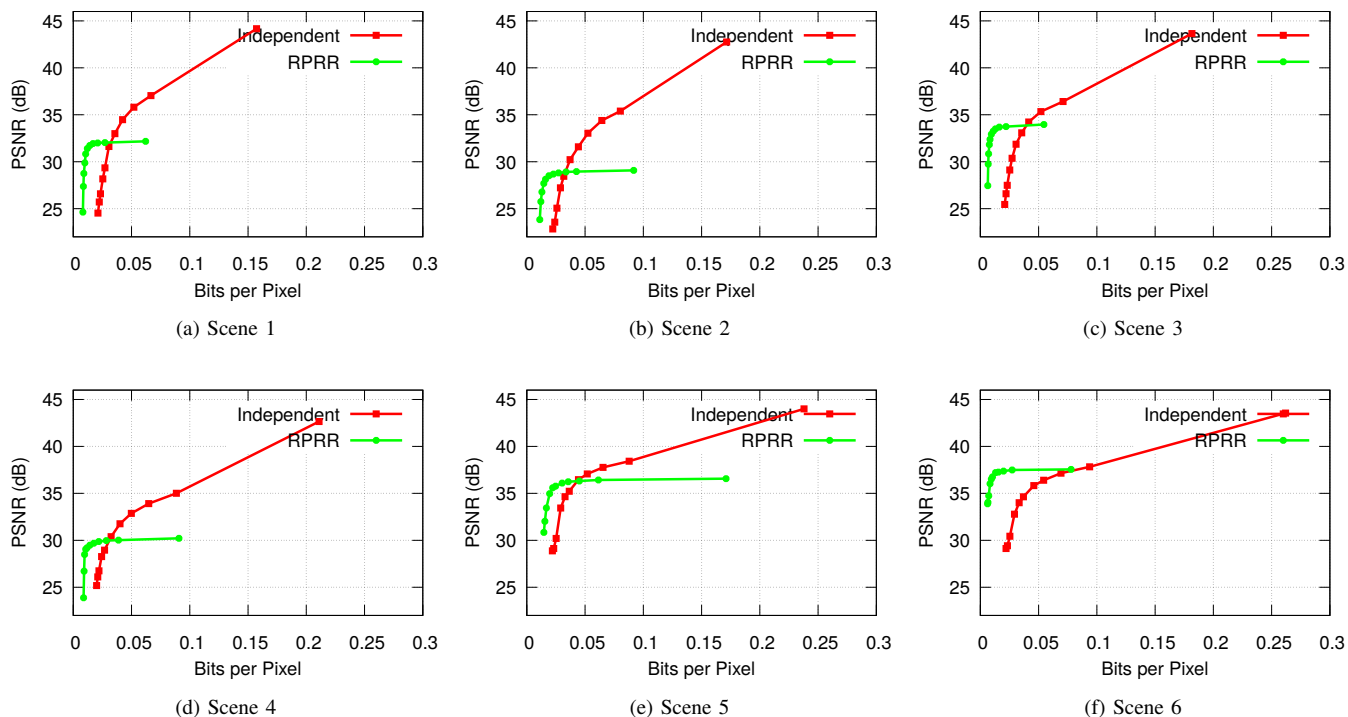 45
40
35
30
25
PSNR (dB)
Independent
RPRR
0 0.05 0.1 0.15 0.2 0.25 0.3
Bits per Pixel
(a) Scene 1
45
40
35
30
25
PSNR (dB)
Independent
RPRR
0 0.05 0.1 0.15 0.2 0.25 0.3
Bits per Pixel
(b) Scene 2
45
40
35
30
25
PSNR (dB)
Independent
RPRR
0 0.05 0.1 0.15 0.2 0.25 0.3
Bits per Pixel
(c) Scene 3
45
40
35
30
25
PSNR (dB)
Independent
RPRR
0 0.05 0.1 0.15 0.2 0.25 0.3
Bits per Pixel
(d) Scene 4
45
40
35
30
25
PSNR (dB)
Independent
RPRR
0 0.05 0.1 0.15 0.2 0.25 0.3
Bits per Pixel
(e) Scene 5
45
40
35
30
25
PSNR (dB)
Independent
RPRR
0 0.05 0.1 0.15 0.2 0.25 0.3
Bits per Pixel
(f) Scene 6